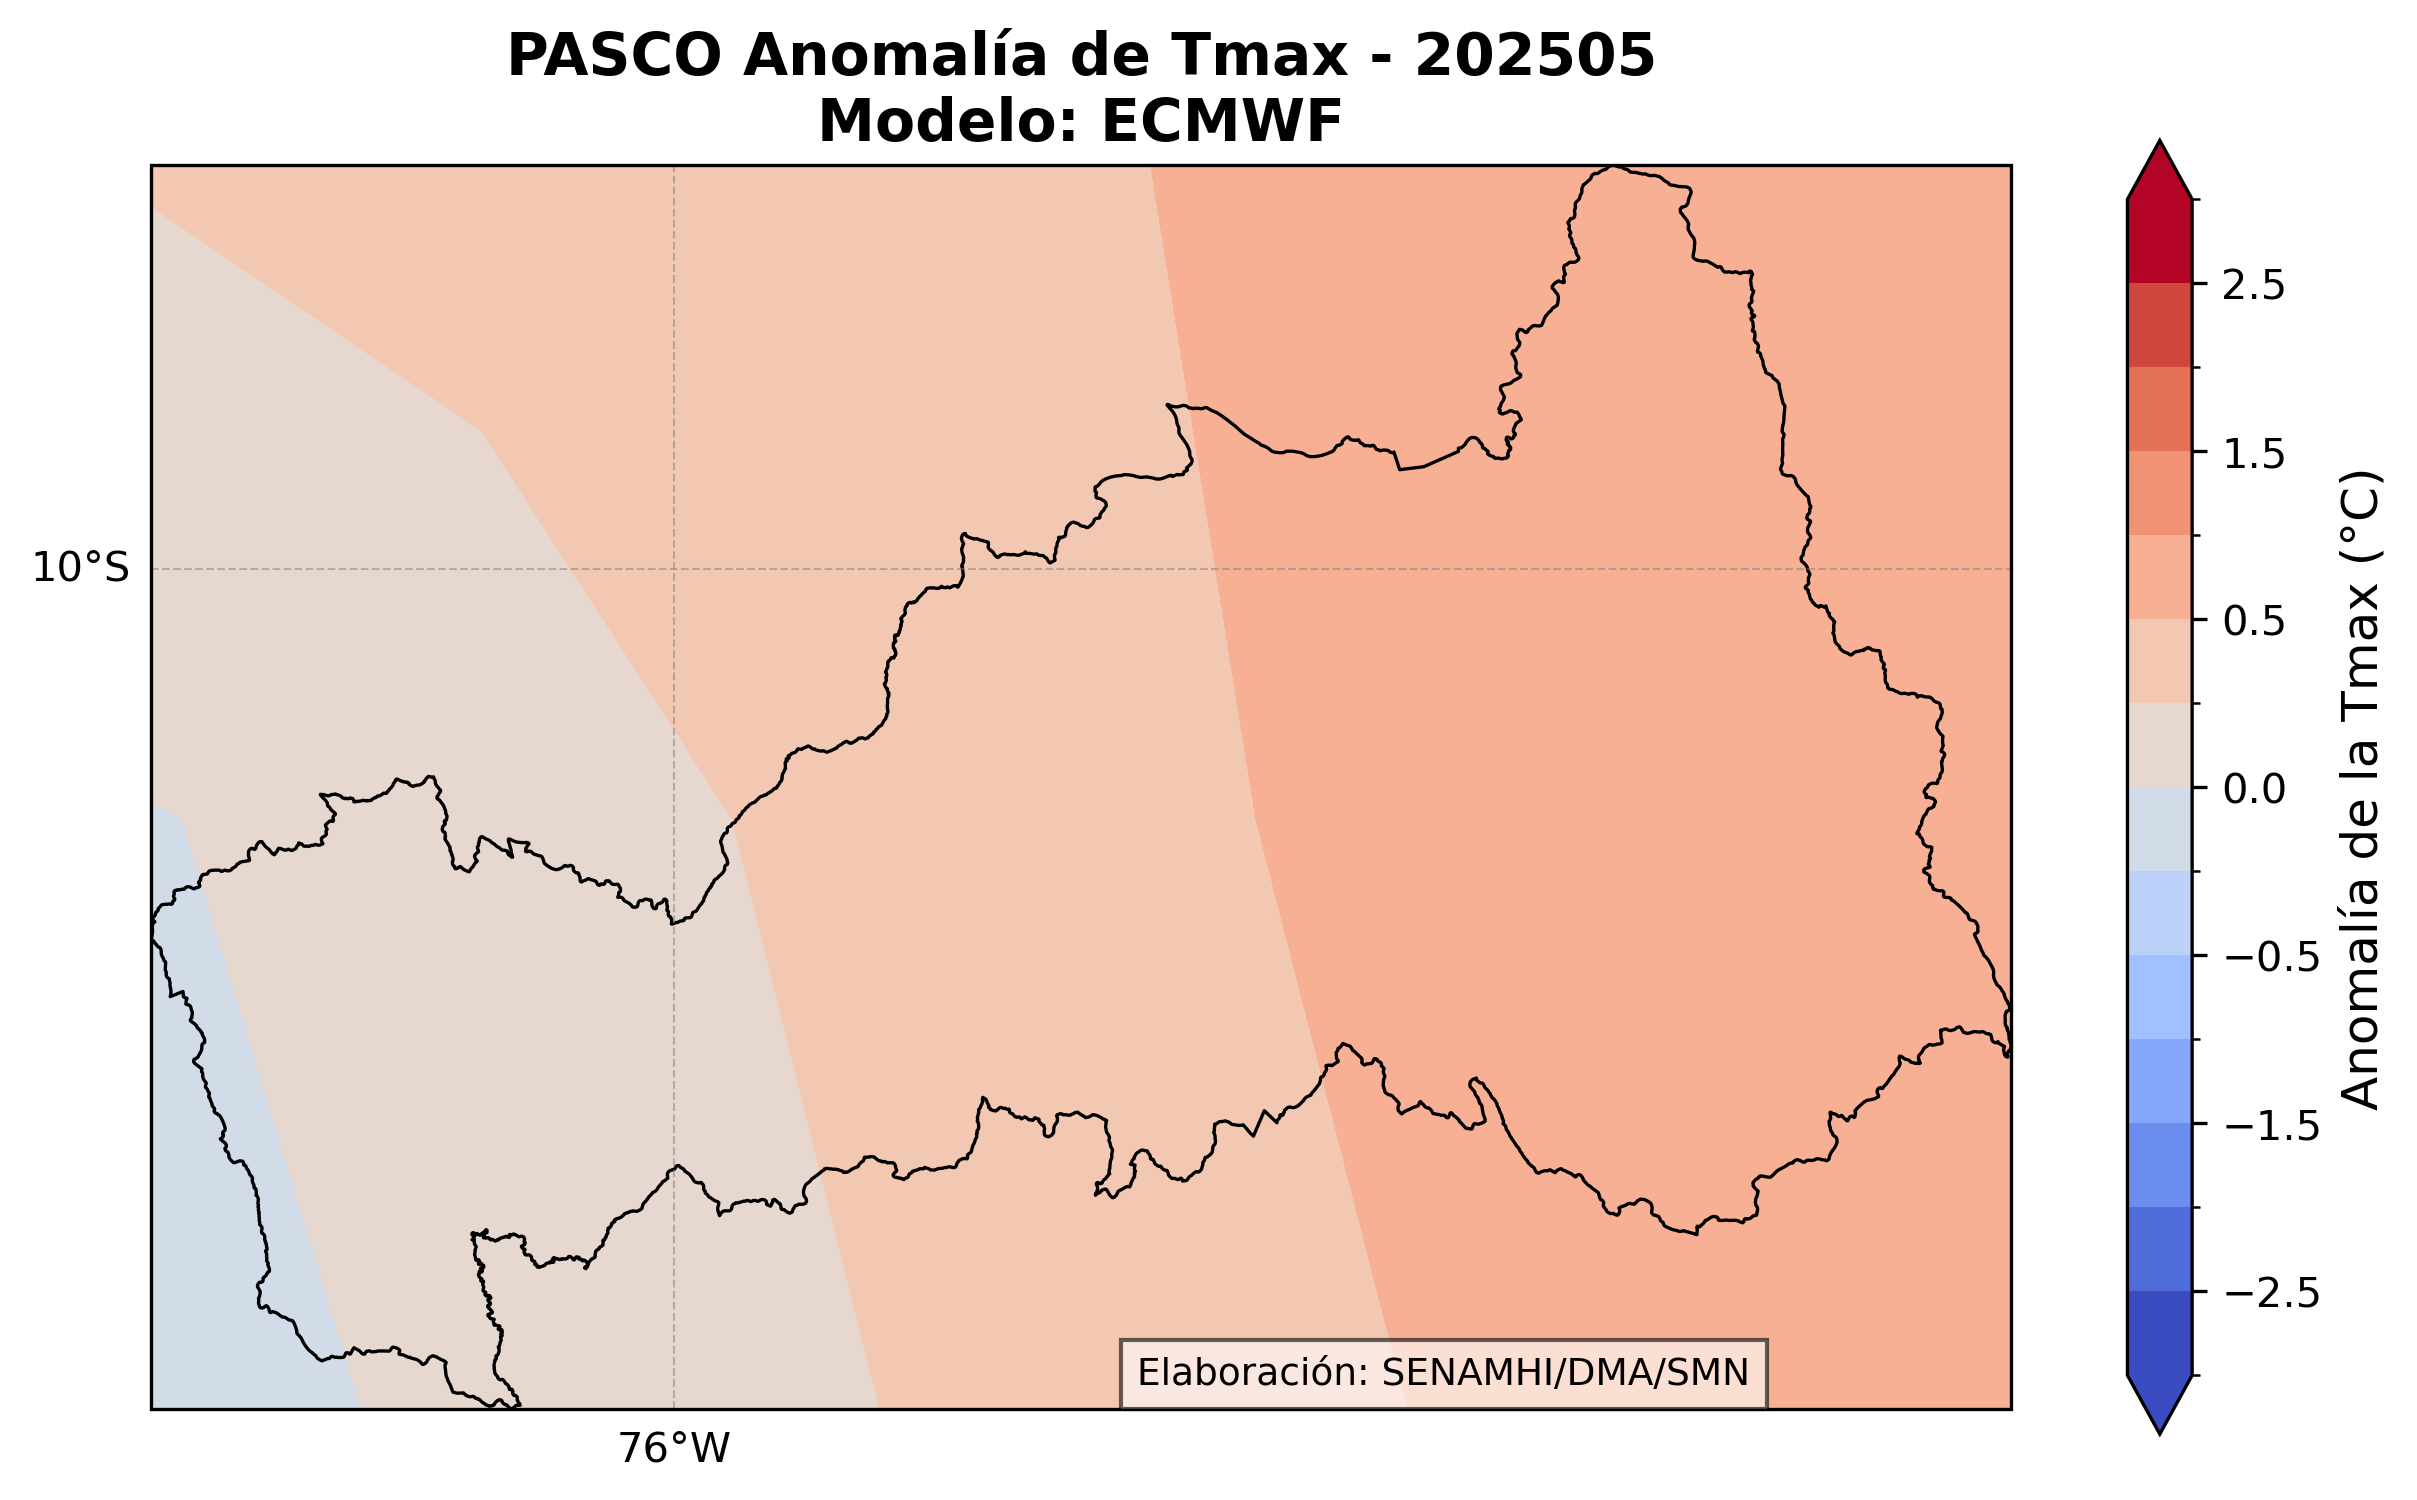 PASCO Anomalía de Tmax - 202505
Modelo: ECMWF
10°S
76°W
Elaboración: SENAMHI/DMA/SMN
2.5
1.5
0.5
0.0
−0.5
−1.5
−2.5
Anomalía de la Tmax (°C)